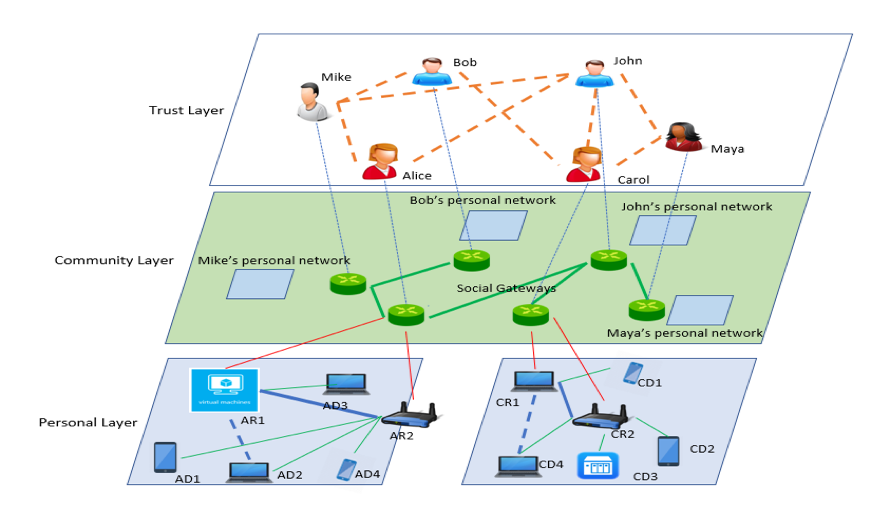 Bob
John
Mike
Trust Layer
Maya
Alice
Carol
Bob's personal network
John's personal network
Community Layer
Mike's personal network
Social Gateways
Maya's personal network
virtual machines
CD1
AD3
CR1
AR1
Personal Layer
AR2
CR2
CD2
CD4
AD1
AD2
AD4
CD3